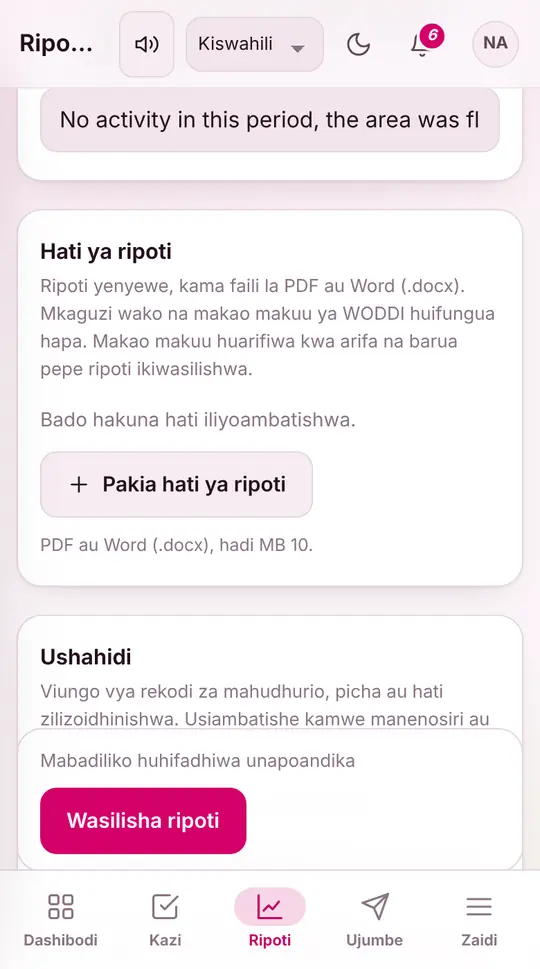 Ripo...
Kiswahili
6
NA
No activity in this period, the area was fl
Hati ya ripoti
Ripoti yenyewe, kama faili la PDF au Word (.docx).
Mkaguzi wako na makao makuu ya WODDI huifungua
hapa. Makao makuu huarifiwa kwa arifa na barua
pepe ripoti ikiwasilishwa.
Bado hakuna hati iliyoambatishwa.
+ Pakia hati ya ripoti
PDF au Word (.docx), hadi MB 10.
Ushahidi
Viungo vya rekodi za mahudhurio, picha au hati
zilizoidhinishwa. Usiambatishe kamwe manenosiri au
Mabadiliko huhifadhiwa unapoandika
Wasilisha ripoti
Dashibodi
Kazi
Ripoti
Ujumbe
Zaidi